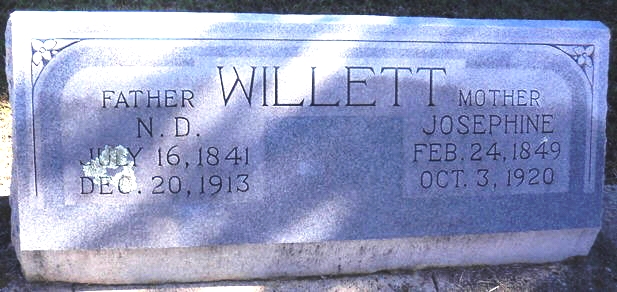 WILLETT
FATHER
N. D.
JULY 16, 1841
DEC. 20, 1913
MOTHER
JOSEPHINE
FEB. 24, 1849
OCT. 3, 1920